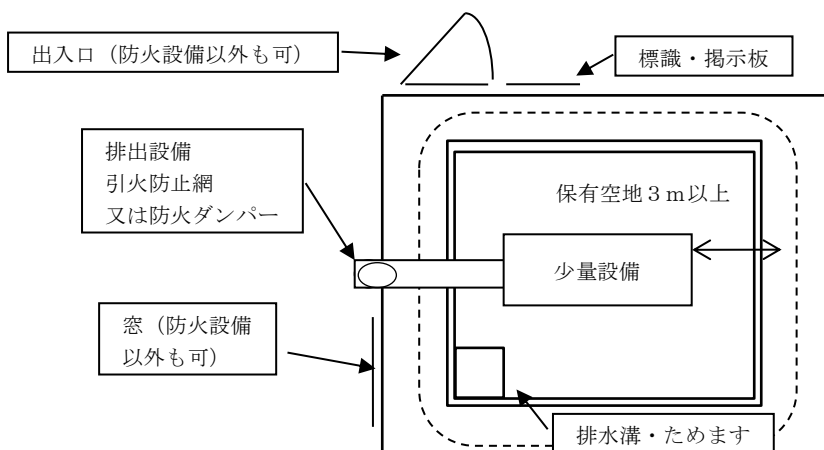 出入口(防火設備以外も可)
標識・掲示板
排出設備
引火防止網
又は防火ダンパー
保有空地3m以上
少量設備
窓(防火設備
以外も可)
排水溝・ためます